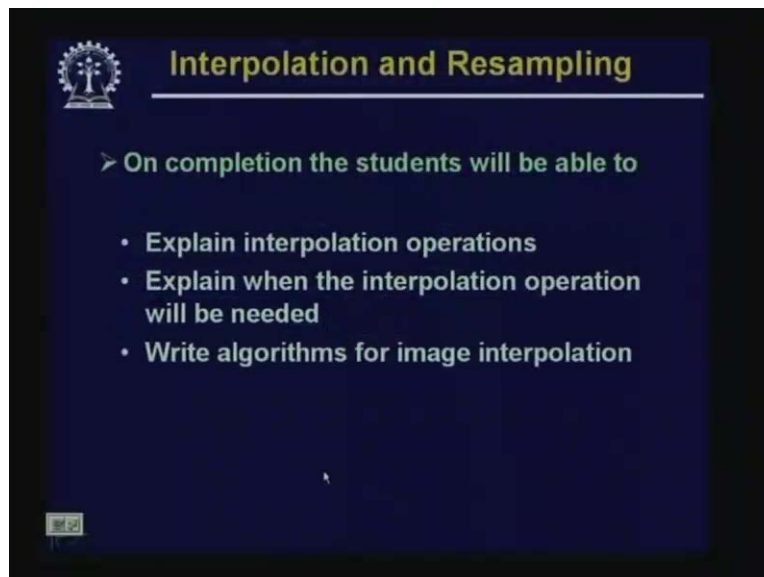 Interpolation and Resampling
➢ On completion the students will be able to
• Explain interpolation operations
• Explain when the interpolation operation
will be needed
• Write algorithms for image interpolation